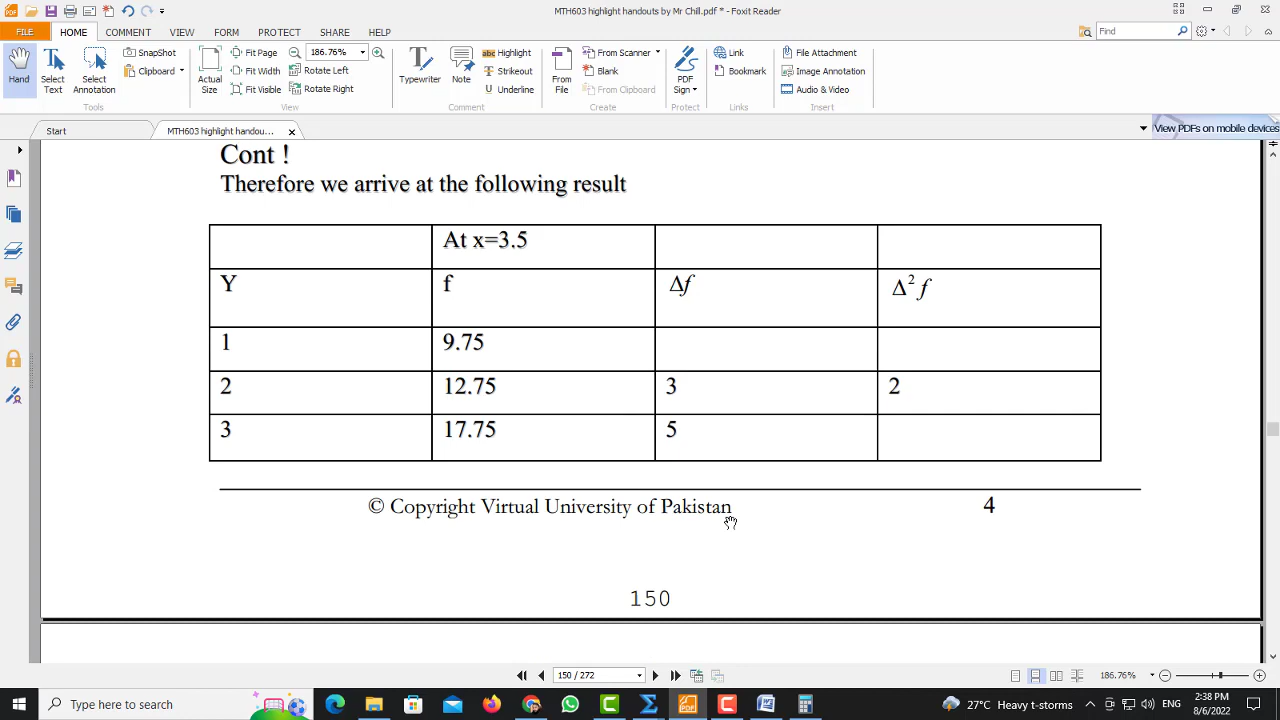 MTH603 highlight handouts by Mr Chill.pdf * - Foxit Reader
FILE HOME COMMENT VIEW FORM PROTECT SHARE HELP
Find
Hand
Select Text
Select Annotation
SnapShot
Clipboard
Tools
Actual Size
Fit Page
Fit Width
Fit Visible
186.76%
Rotate Left
Rotate Right
View
Typewriter
Note
Highlight
Strikeout
Underline
Comment
From File
From Scanner
Blank
From Clipboard
Create
PDF Sign
Protect
Link
Bookmark
Links
File Attachment
Image Annotation
Audio & Video
Insert
Start
MTH603 highlight handou...
View PDFs on mobile devices
Cont !
Therefore we arrive at the following result
At x=3.5
Y f Δf Δ² f
1 9.75
2 12.75 3 2
3 17.75 5
© Copyright Virtual University of Pakistan 4
150
150 / 272
186.76%
Type here to search
27°C Heavy t-storms
2:38 PM
8/6/2022